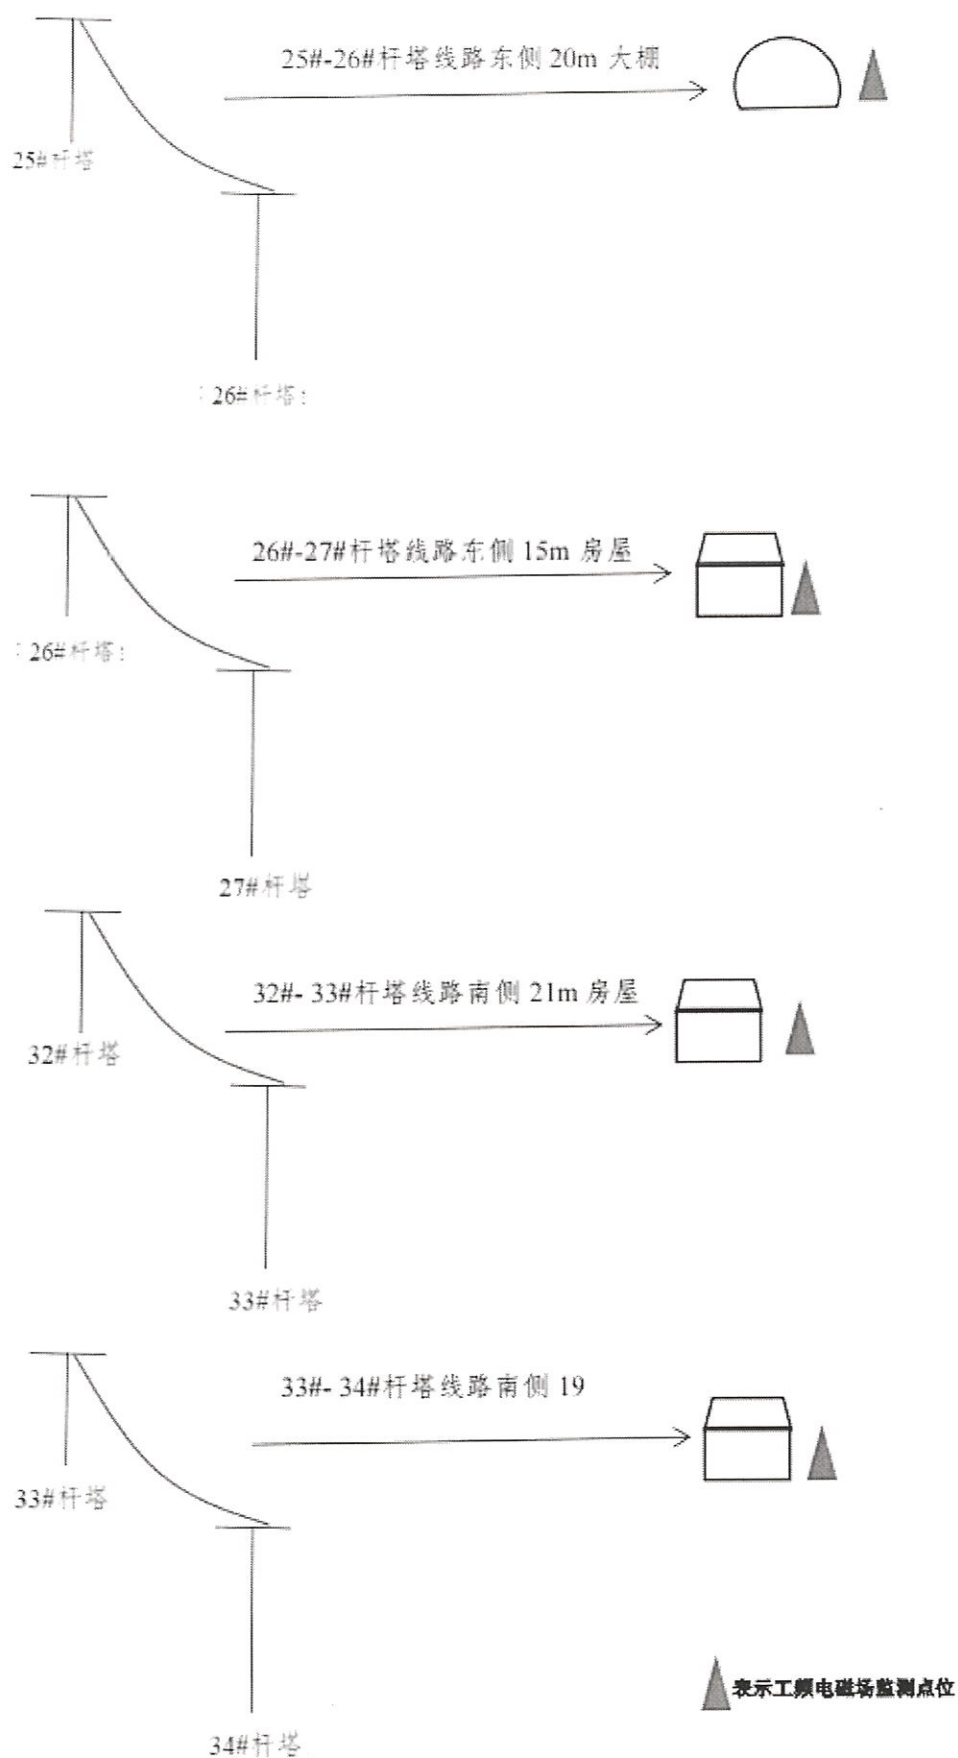 25#-26#杆塔线路东侧 20m 大棚
25#杆塔
26#杆塔
26#-27#杆塔线路东侧 15m 房屋
26#杆塔
27#杆塔
32#- 33#杆塔线路南侧 21m 房屋
32#杆塔
33#杆塔
33#- 34#杆塔线路南侧 19
33#杆塔
34#杆塔
表示工频电磁场监测点位